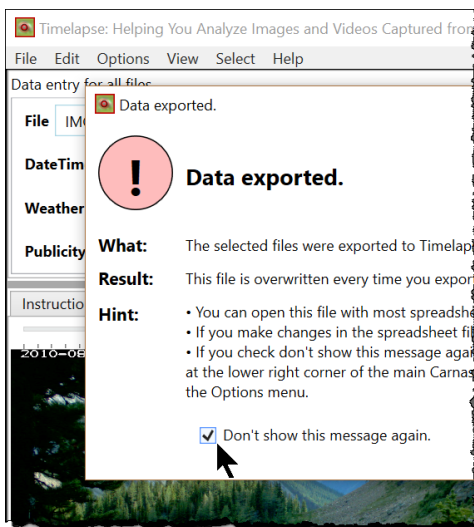 Timelapse: Helping You Analyze Images and Videos Captured from
File Edit Options View Select Help
Data entry for all files
Data exported.
File IM
DateTim
!
Data exported.
Weather
Publicity
What: The selected files were exported to Timelap
Result: This file is overwritten every time you expor
Instructio
Hint: • You can open this file with most spreadshe
• If you make changes in the spreadsheet fi
• If you check don't show this message agai
at the lower right corner of the main Carnas
the Options menu.
2010-08
Don't show this message again.